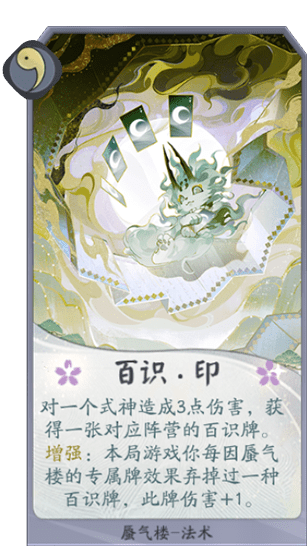 百识.印
对一个式神造成3点伤害，获
得一张对应阵营的百识牌。
增强：本局游戏你每因蜃气
楼的专属牌效果弃掉过一种
百识牌，此牌伤害+1。
蜃气楼-法术